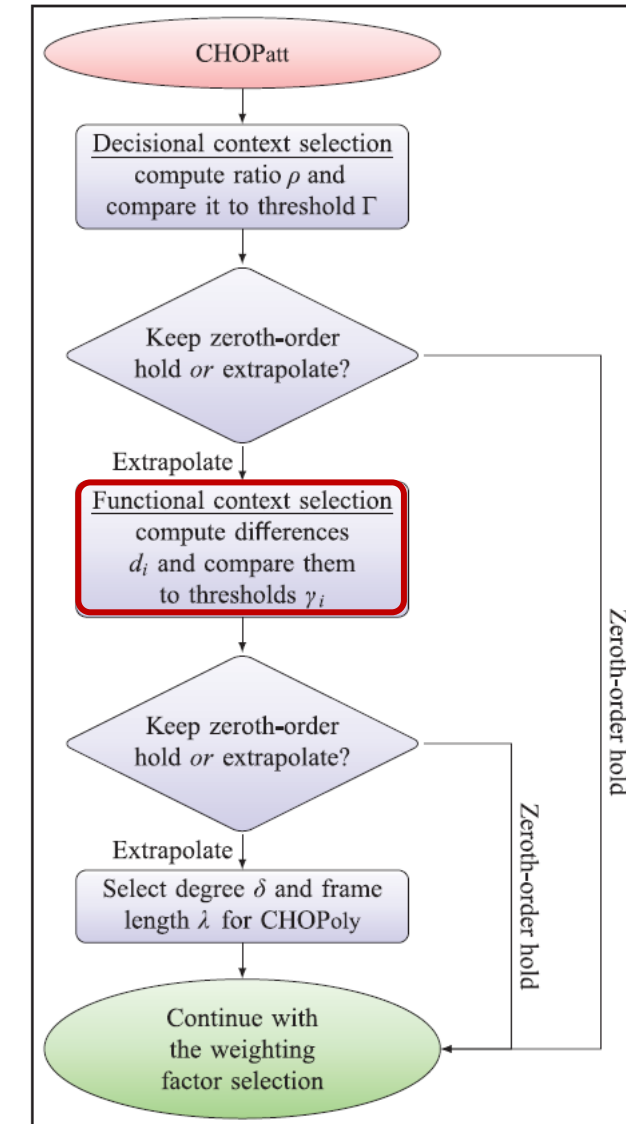 CHOPatt
Decisional context selection
compute ratio ρ and
compare it to threshold Γ
Keep zeroth-order
hold or extrapolate?
Extrapolate
Functional context selection
compute differences
dᵢ and compare them
to thresholds γᵢ
Keep zeroth-order
hold or extrapolate?
Extrapolate
Select degree δ and frame
length λ for CHOPoly
Continue with
the weighting
factor selection
Zeroth-order hold
Zeroth-order hold